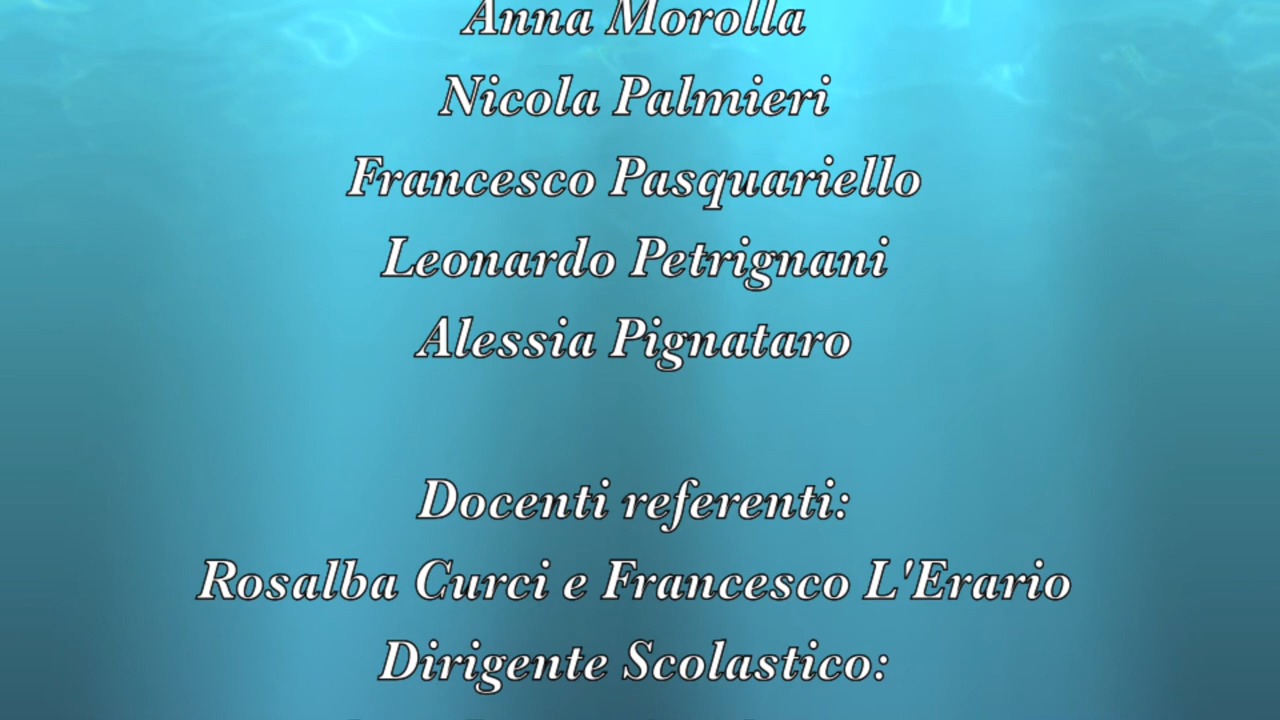 Anna Morolla
Nicola Palmieri
Francesco Pasquariello
Leonardo Petrignani
Alessia Pignataro
Docenti referenti:
Rosalba Curci e Francesco L'Erario
Dirigente Scolastico: